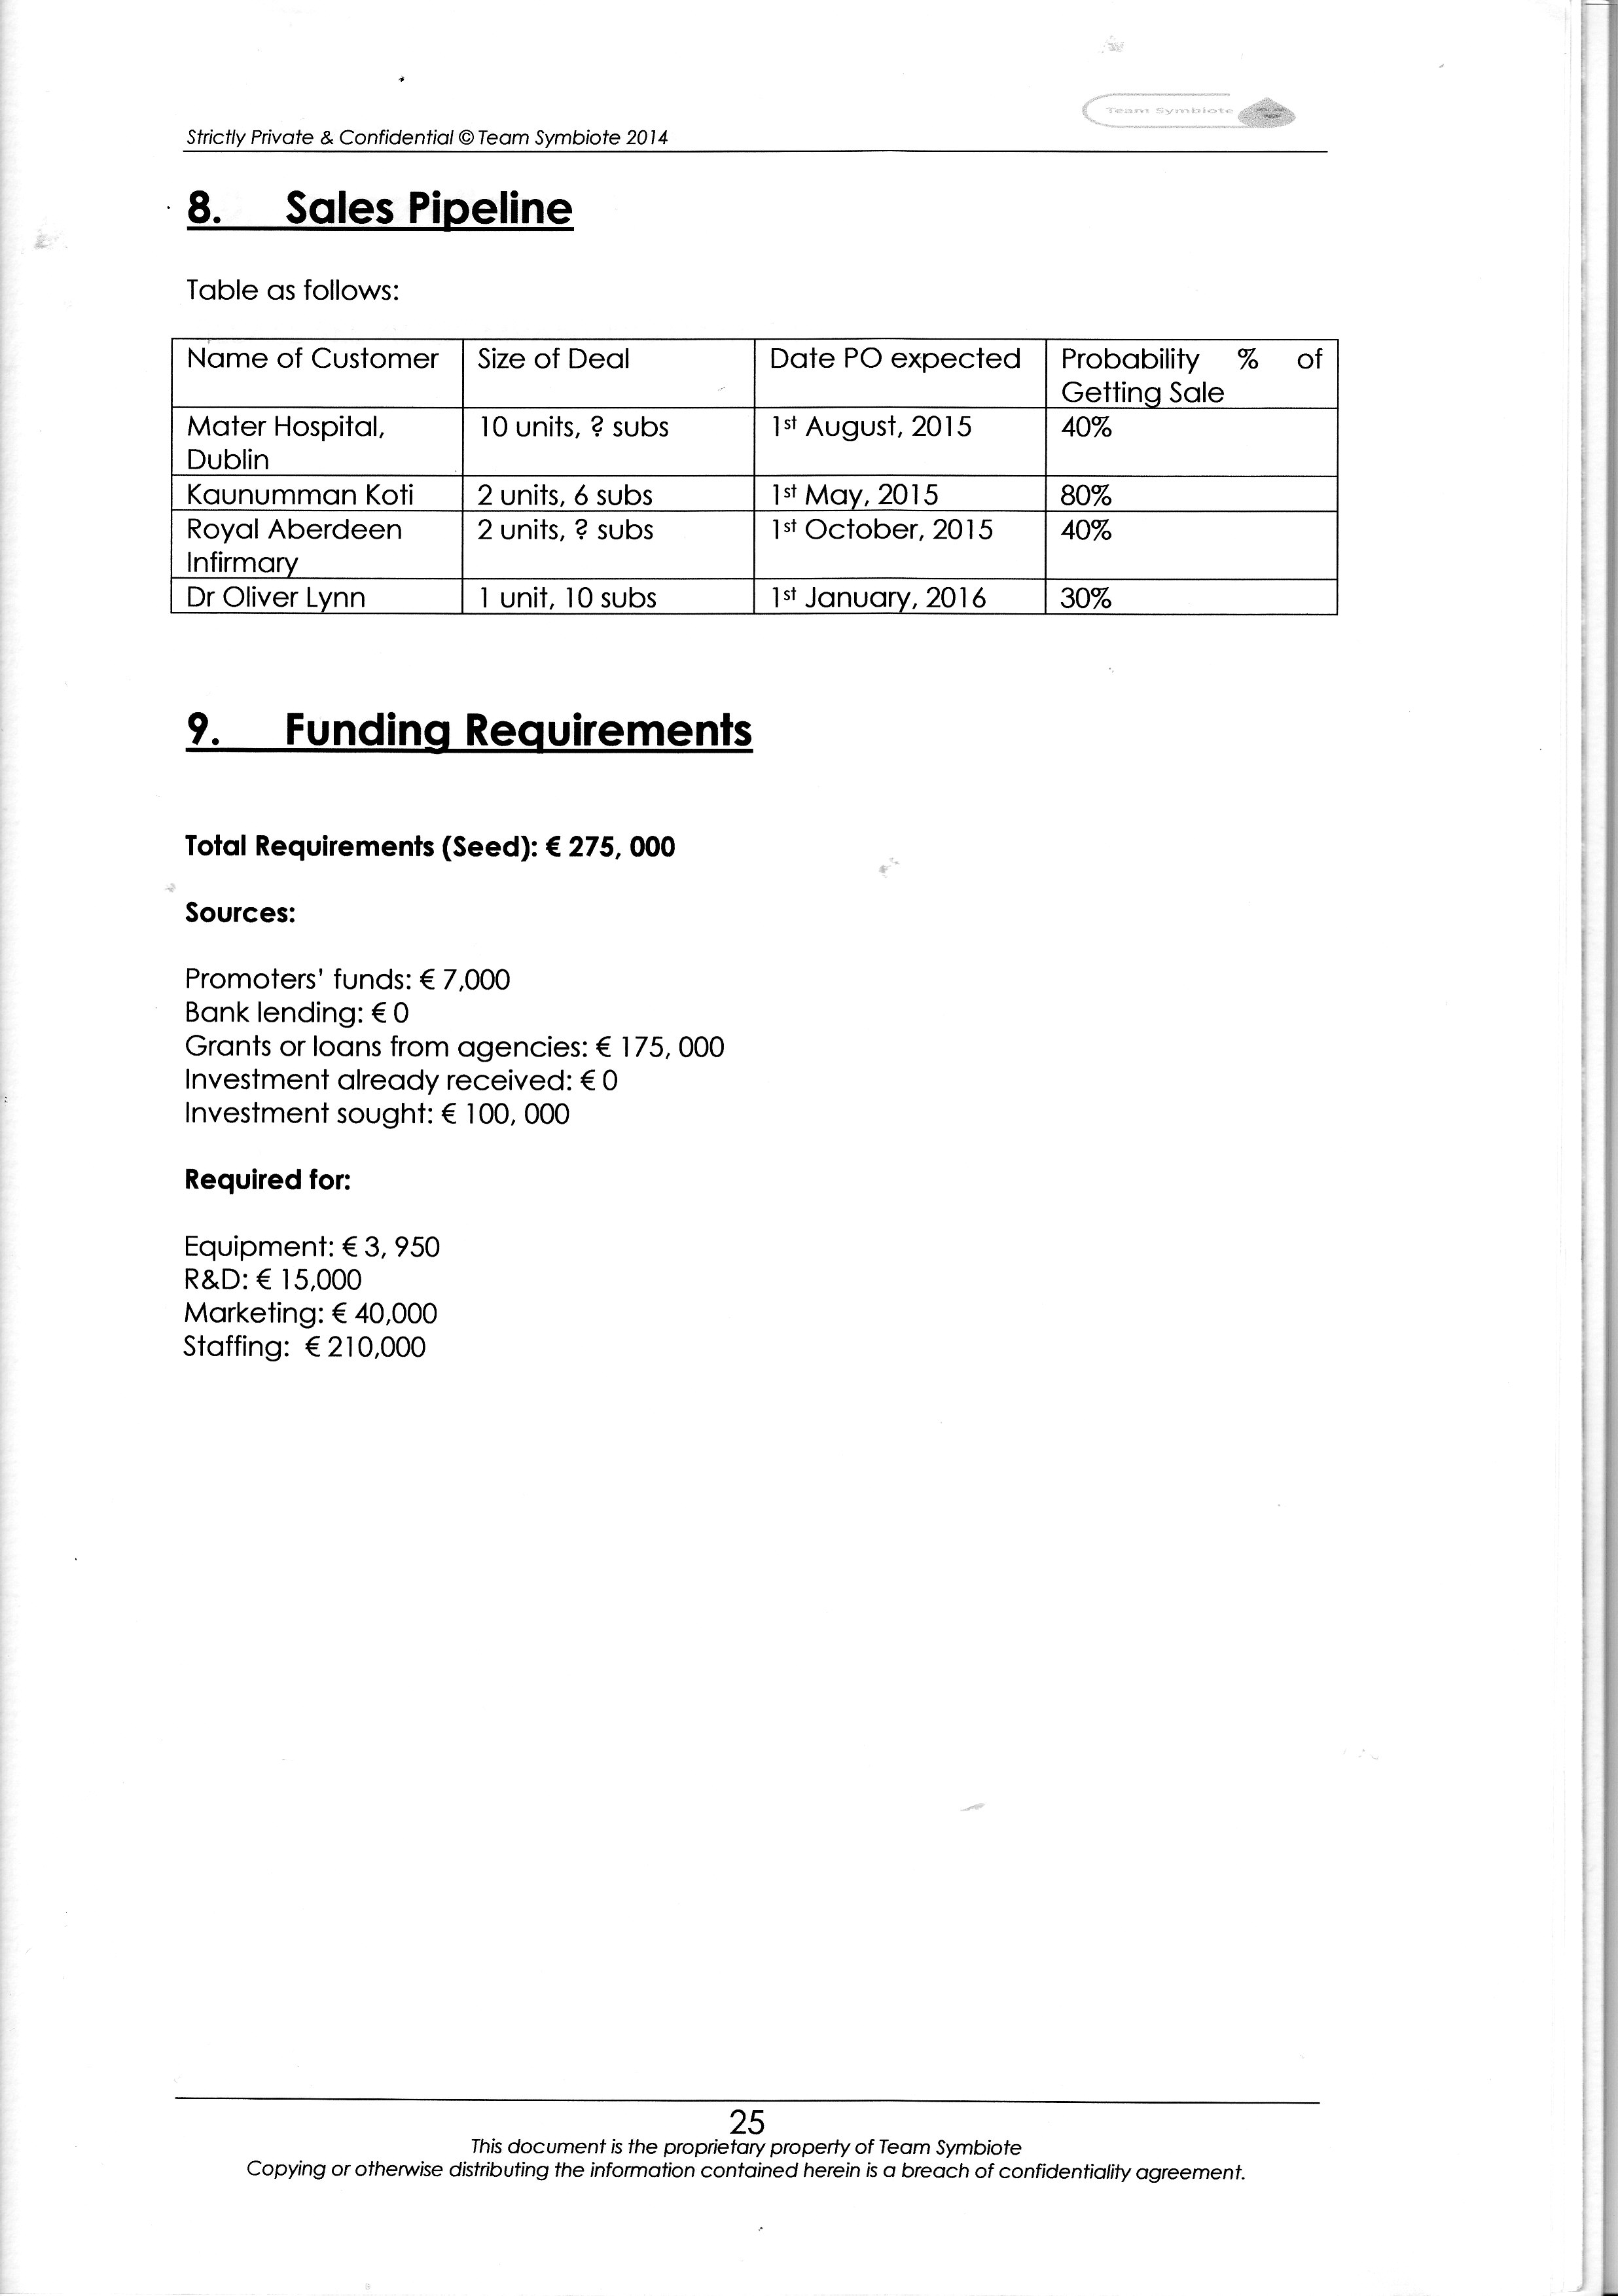 Team Symbiote
Strictly Private & Confidential © Team Symbiote 2014
8. Sales Pipeline
Table as follows:
Name of Customer Size of Deal Date PO expected Probability % of
Getting Sale
Mater Hospital, 10 units, ? subs 1st August, 2015 40%
Dublin
Kaunumman Koti 2 units, 6 subs 1st May, 2015 80%
Royal Aberdeen 2 units, ? subs 1st October, 2015 40%
Infirmary
Dr Oliver Lynn 1 unit, 10 subs 1st January, 2016 30%
9. Funding Requirements
Total Requirements (Seed): € 275, 000
Sources:
Promoters' funds: € 7,000
Bank lending: € 0
Grants or loans from agencies: € 175, 000
Investment already received: € 0
Investment sought: € 100, 000
Required for:
Equipment: € 3, 950
R&D: € 15,000
Marketing: € 40,000
Staffing: € 210,000
25
This document is the proprietary property of Team Symbiote
Copying or otherwise distributing the information contained herein is a breach of confidentiality agreement.